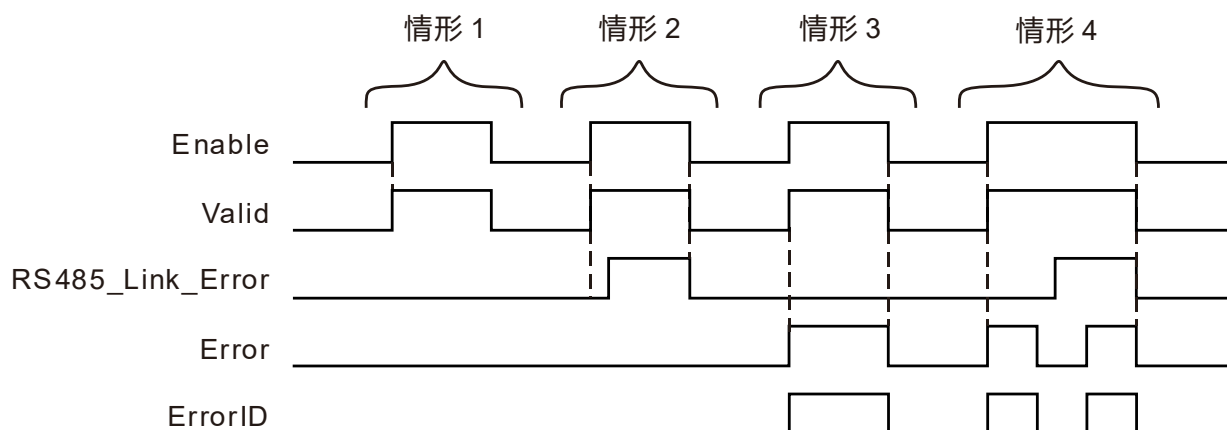 情形 1 情形 2 情形 3 情形 4
Enable
Valid
RS485_Link_Error
Error
ErrorID